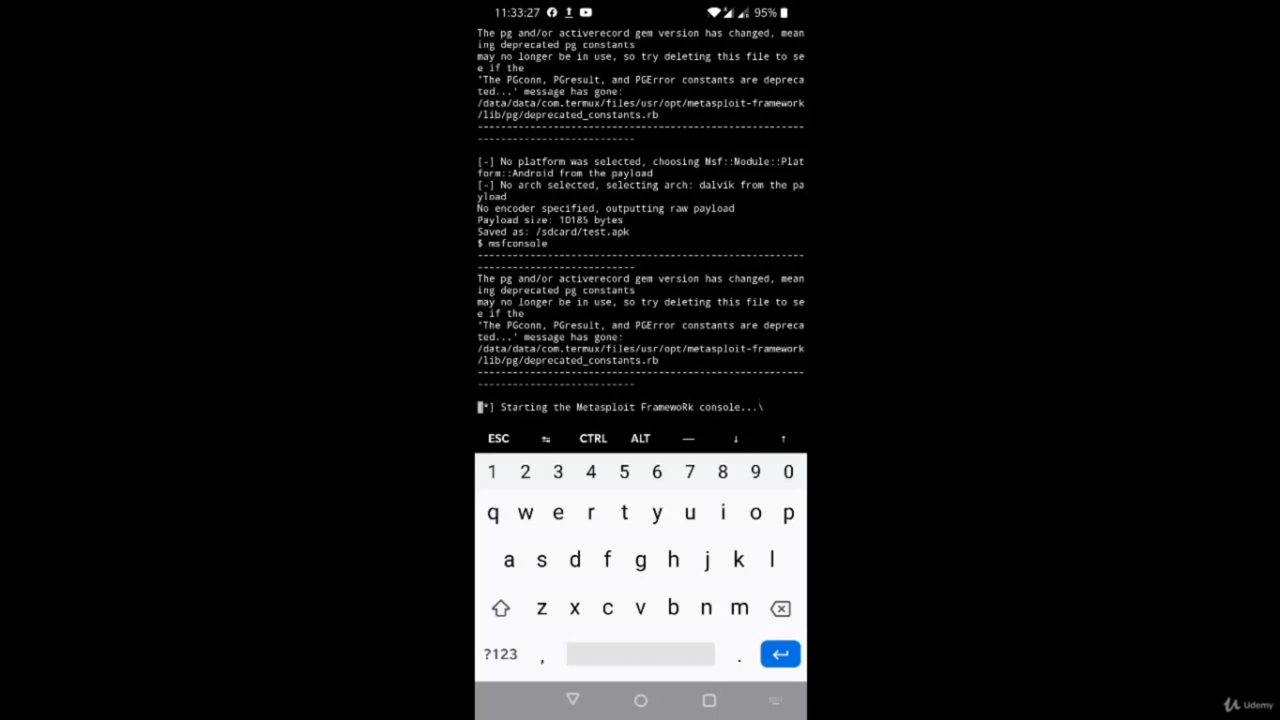 11:33:27 95%
The pg and/or activerecord gem version has changed, mean
ing deprecated pg constants
may no longer be in use, so try deleting this file to se
e if the
'The PGconn, PGresult, and PGError constants are depreca
ted...' message has gone:
/data/data/com.termux/files/usr/opt/metasploit-framework
/lib/pg/deprecated_constants.rb
--------------------------------------------------------
---------------------------
[-] No platform was selected, choosing Msf::Module::Plat
form::Android from the payload
[-] No arch selected, selecting arch: dalvik from the pa
yload
No encoder specified, outputting raw payload
Payload size: 10185 bytes
Saved as: /sdcard/test.apk
$ msfconsole
--------------------------------------------------------
---------------------------
The pg and/or activerecord gem version has changed, mean
ing deprecated pg constants
may no longer be in use, so try deleting this file to se
e if the
'The PGconn, PGresult, and PGError constants are depreca
ted...' message has gone:
/data/data/com.termux/files/usr/opt/metasploit-framework
/lib/pg/deprecated_constants.rb
--------------------------------------------------------
---------------------------
[*] Starting the Metasploit FramewoRk console...\
ESC ⇆ CTRL ALT — ↓ ↑
1 2 3 4 5 6 7 8 9 0
q w e r t y u i o p
a s d f g h j k l
z x c v b n m
?123 , .
Udemy